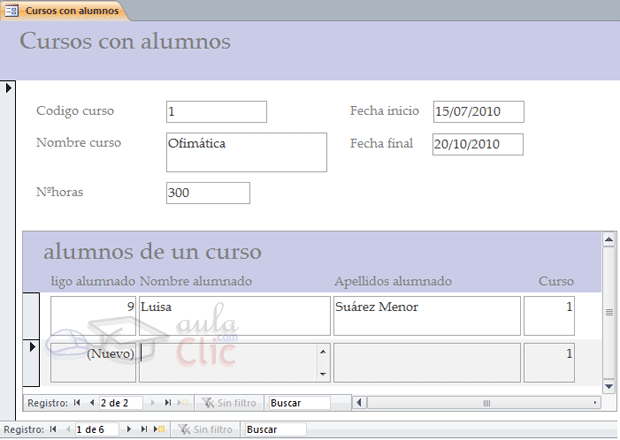 Cursos con alumnos
Cursos con alumnos
Codigo curso 1 Fecha inicio 15/07/2010
Nombre curso Ofimática Fecha final 20/10/2010
Nºhoras 300
alumnos de un curso
ligo alumnado Nombre alumnado Apellidos alumnado Curso
9 Luisa Suárez Menor 1
aula
.com
Clic
(Nuevo) 1
Registro: 2 de 2 Sin filtro Buscar
Registro: 1 de 6 Sin filtro Buscar